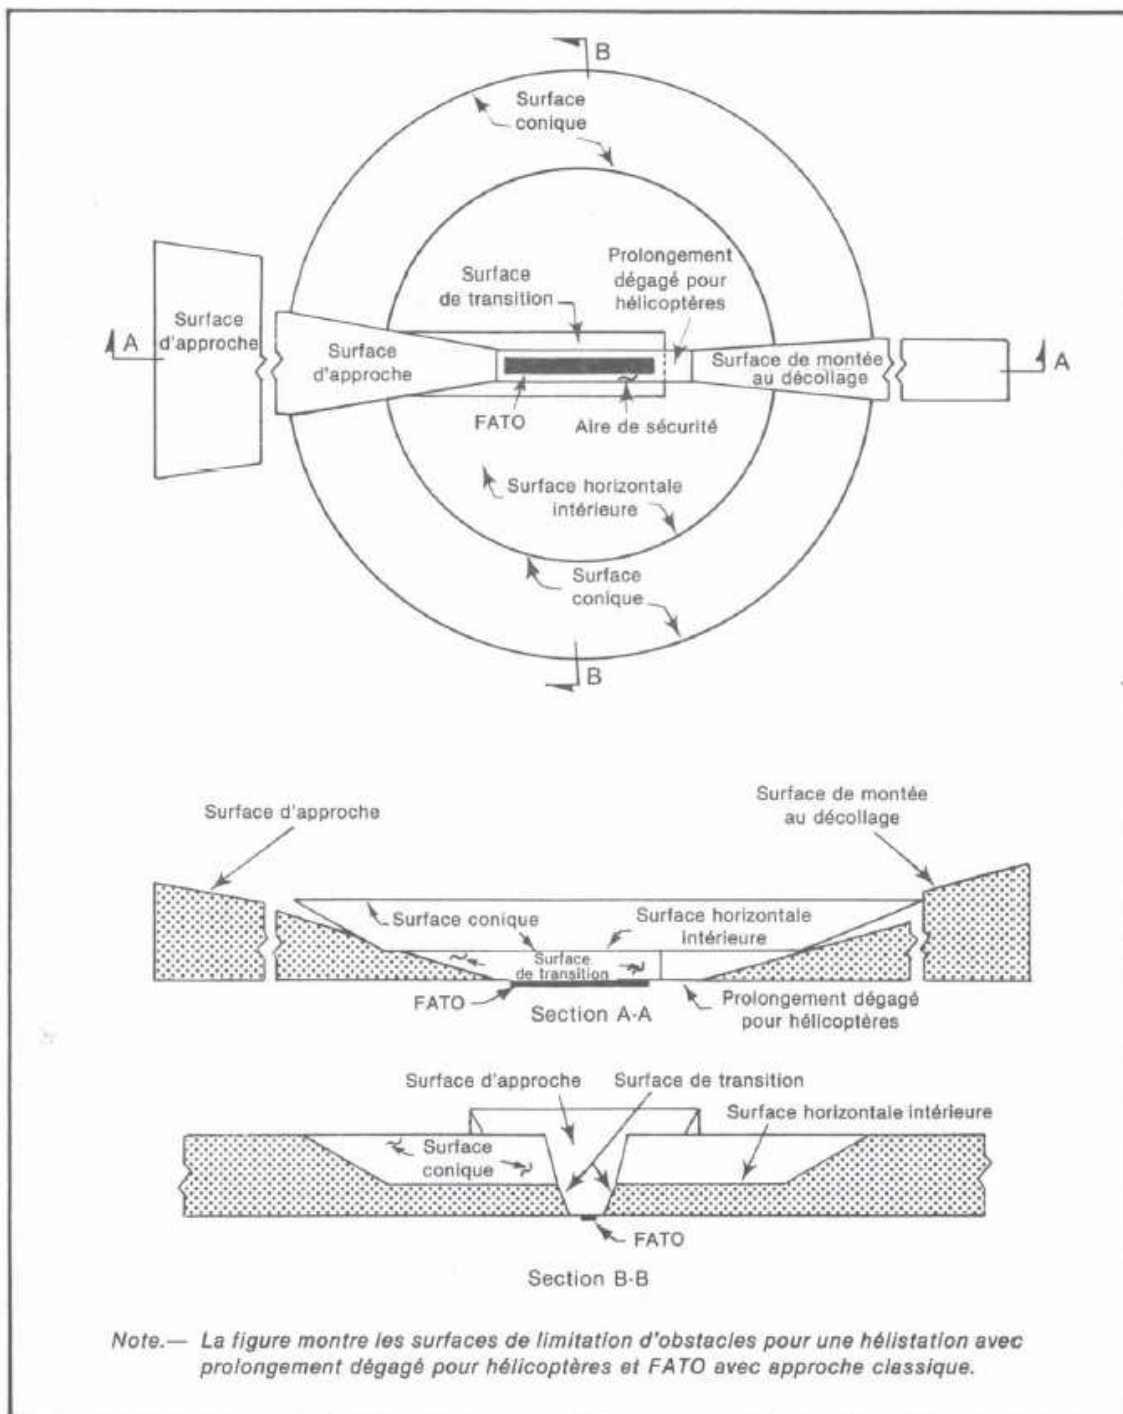 B
Surface
conique
Prolongement
dégagé pour
hélicoptères
Surface
de transition
A
Surface
d'approche
Surface
d'approche
Surface de montée
au décollage
A
FATO
Aire de sécurité
Surface horizontale
intérieure
Surface
conique
B
Surface de montée
au décollage
Surface d'approche
Surface conique
Surface horizontale
intérieure
Surface
de transition
FATO
Section A-A
Prolongement dégagé
pour hélicoptères
Surface d'approche
Surface de transition
Surface horizontale intérieure
Surface
conique
FATO
Section B-B
Note.— La figure montre les surfaces de limitation d'obstacles pour une hélistation avec
prolongement dégagé pour hélicoptères et FATO avec approche classique.